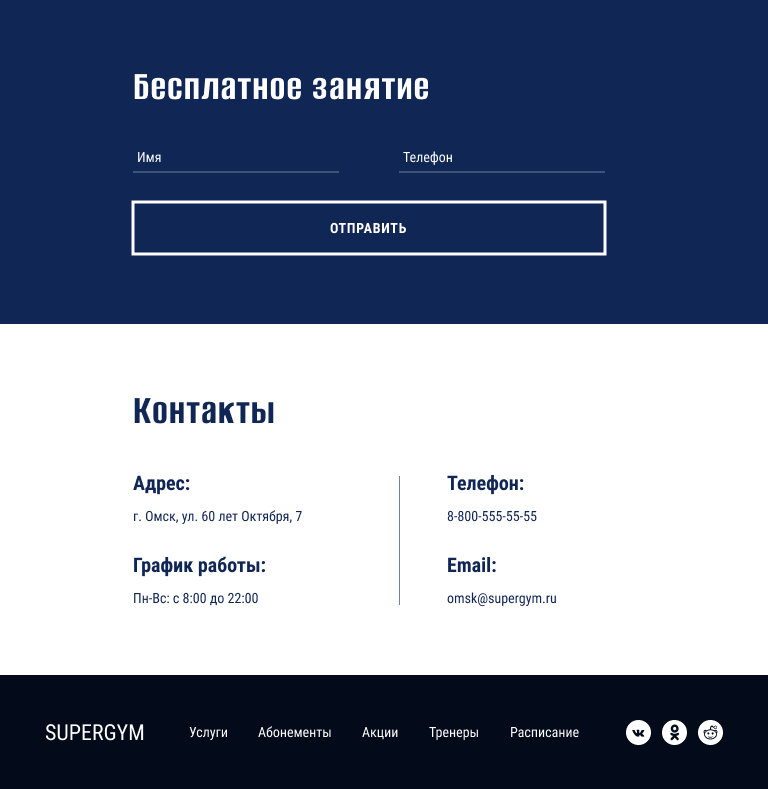 Бесплатное занятие
Имя
Телефон
ОТПРАВИТЬ
Контакты
Адрес:
г. Омск, ул. 60 лет Октября, 7
График работы:
Пн-Вс: с 8:00 до 22:00
Телефон:
8-800-555-55-55
Email:
omsk@supergym.ru
SUPERGYM
Услуги
Абонементы
Акции
Тренеры
Расписание